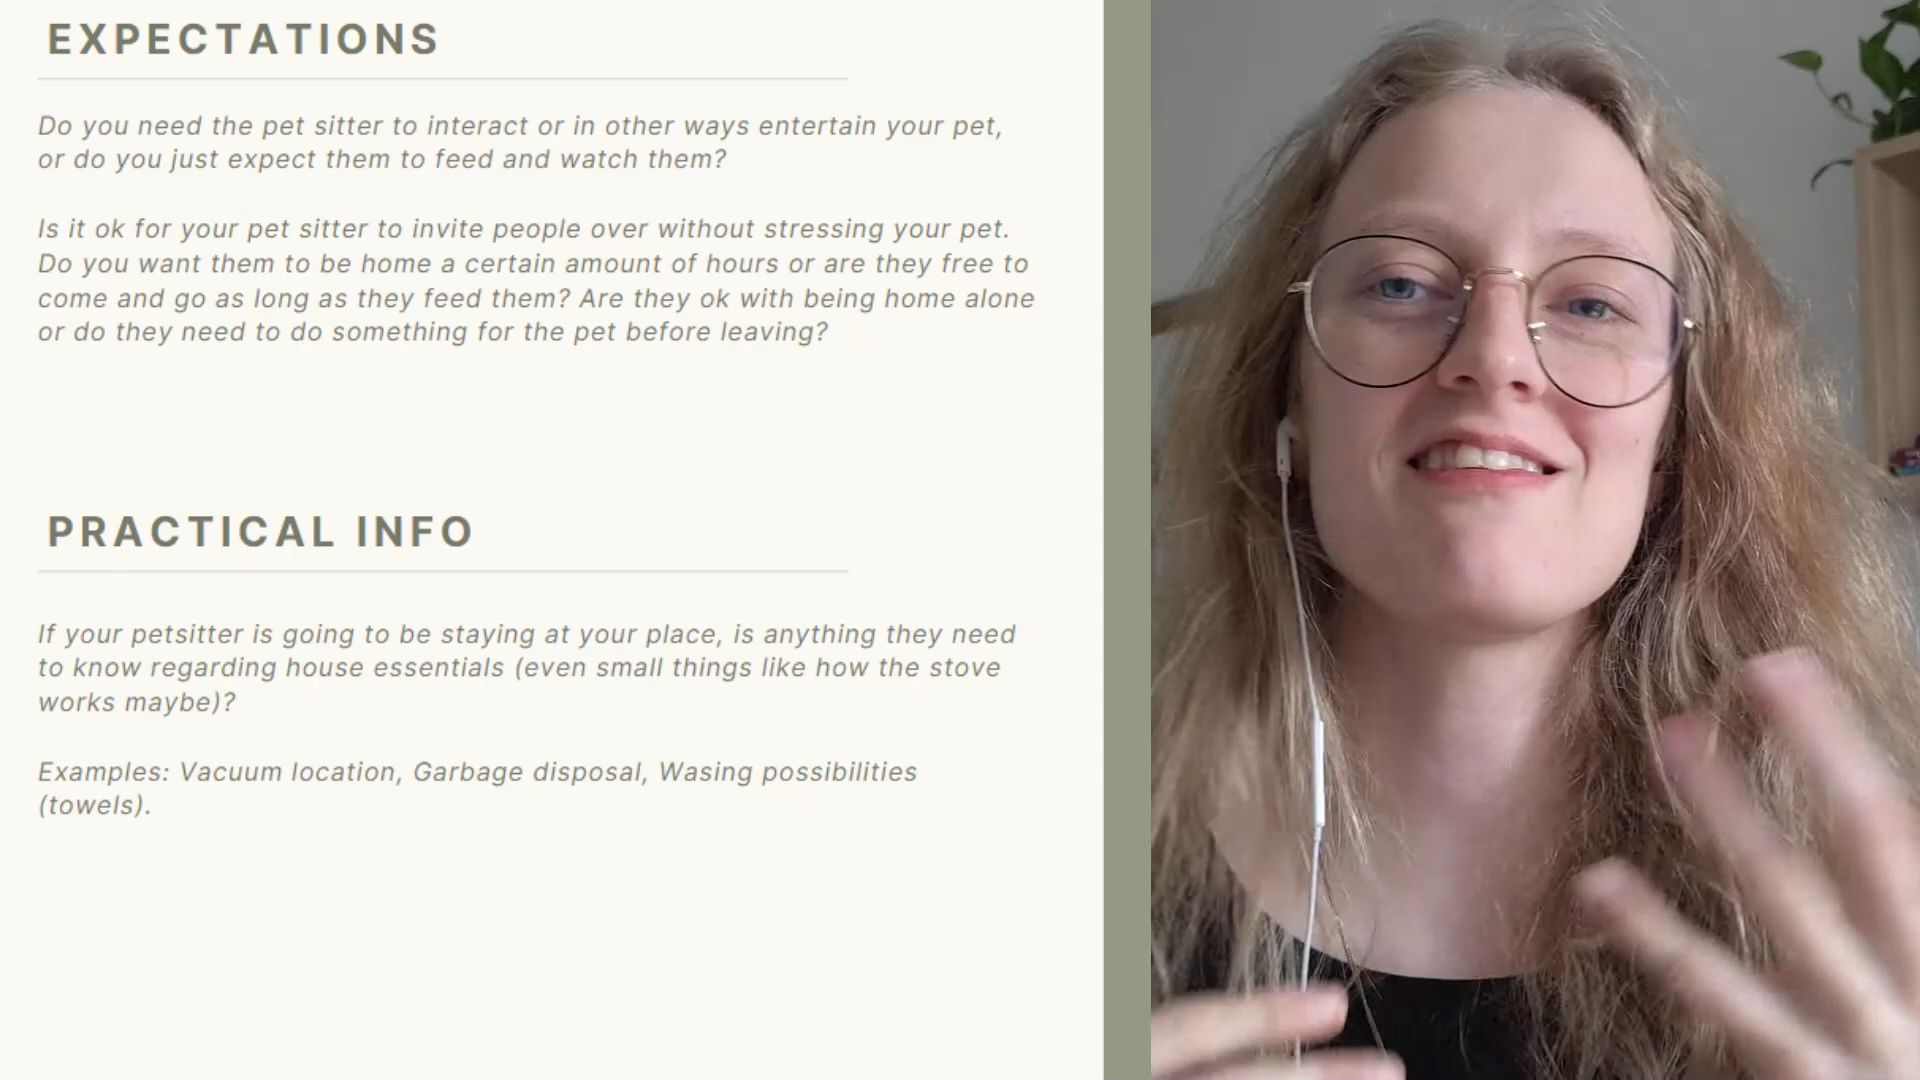 EXPECTATIONS
Do you need the pet sitter to interact or in other ways entertain your pet,
or do you just expect them to feed and watch them?
Is it ok for your pet sitter to invite people over without stressing your pet.
Do you want them to be home a certain amount of hours or are they free to
come and go as long as they feed them? Are they ok with being home alone
or do they need to do something for the pet before leaving?
PRACTICAL INFO
If your petsitter is going to be staying at your place, is anything they need
to know regarding house essentials (even small things like how the stove
works maybe)?
Examples: Vacuum location, Garbage disposal, Wasing possibilities
(towels).